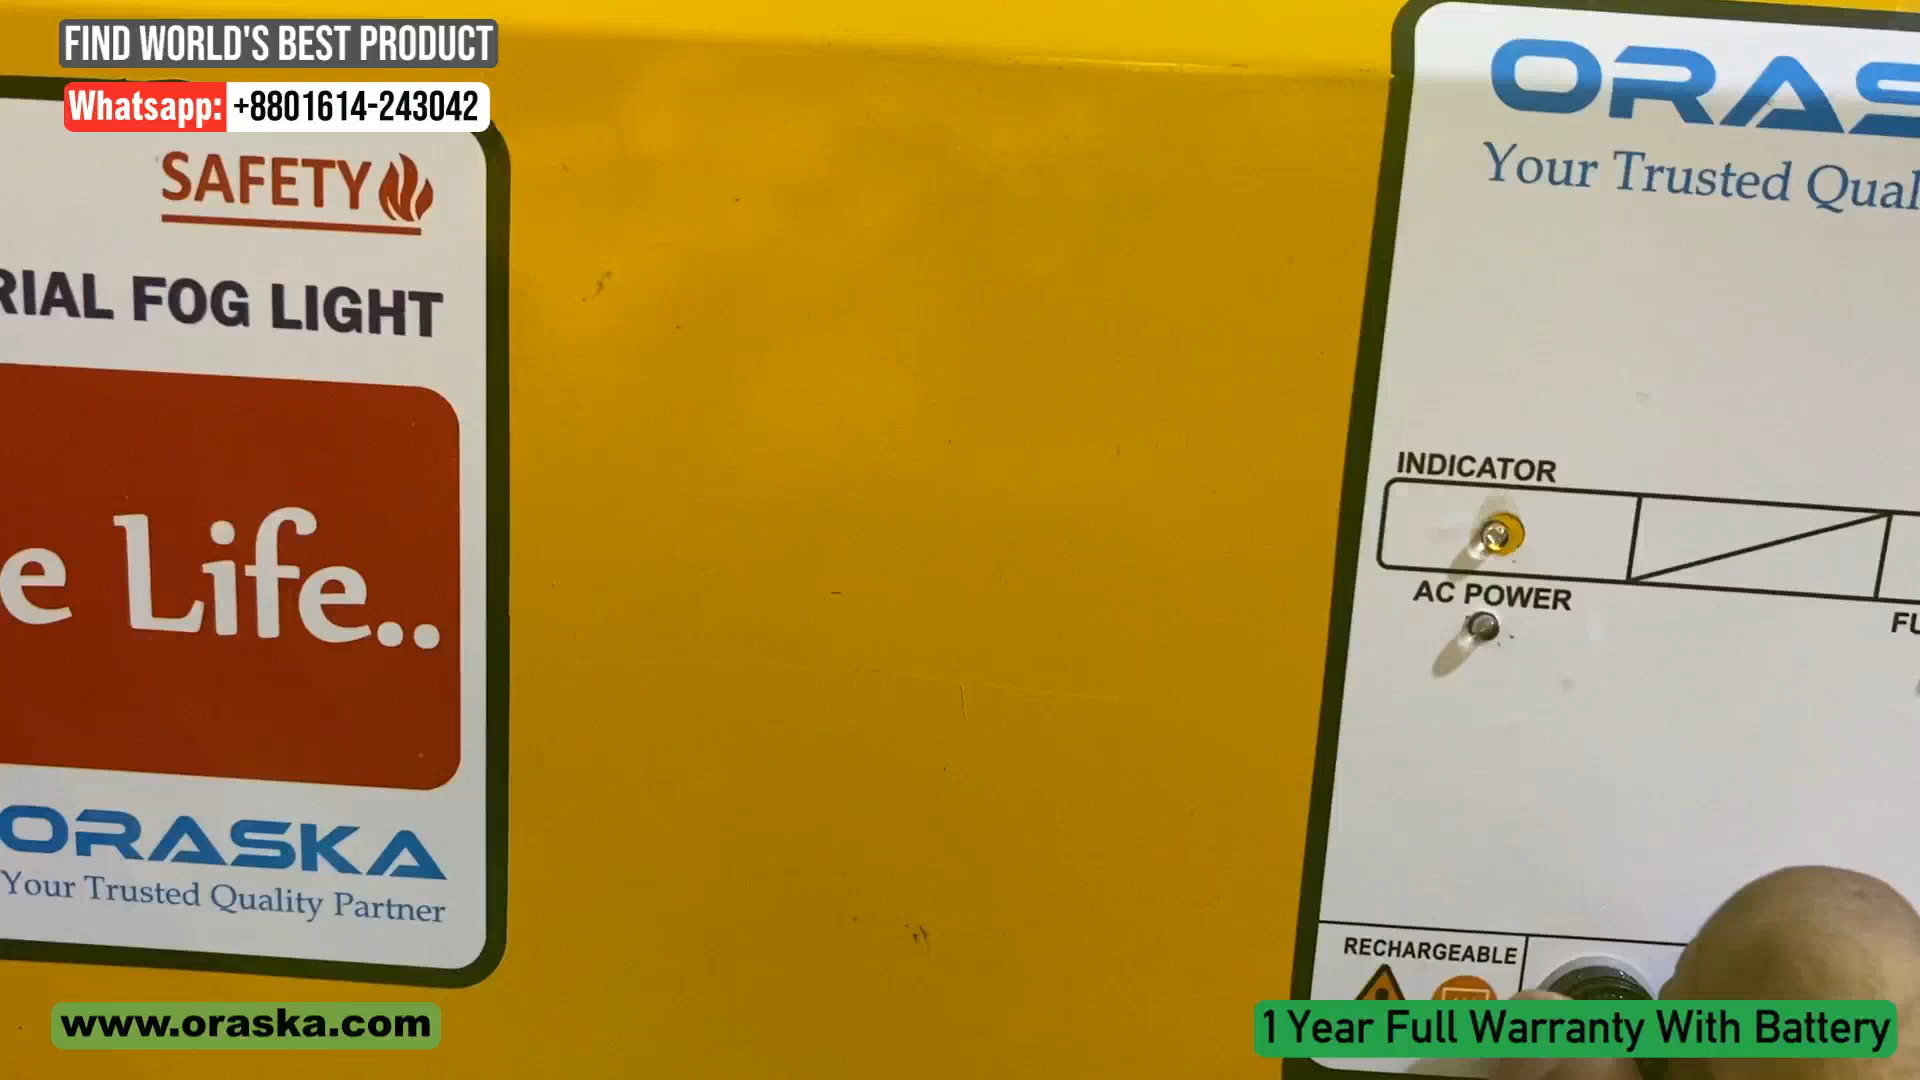 FIND WORLD'S BEST PRODUCT
Whatsapp: +8801614-243042
SAFETY
RIAL FOG LIGHT
e Life..
ORASKA
Your Trusted Quality Partner
www.oraska.com
ORAS
Your Trusted Qual
INDICATOR
AC POWER
FU
RECHARGEABLE
1 Year Full Warranty With Battery